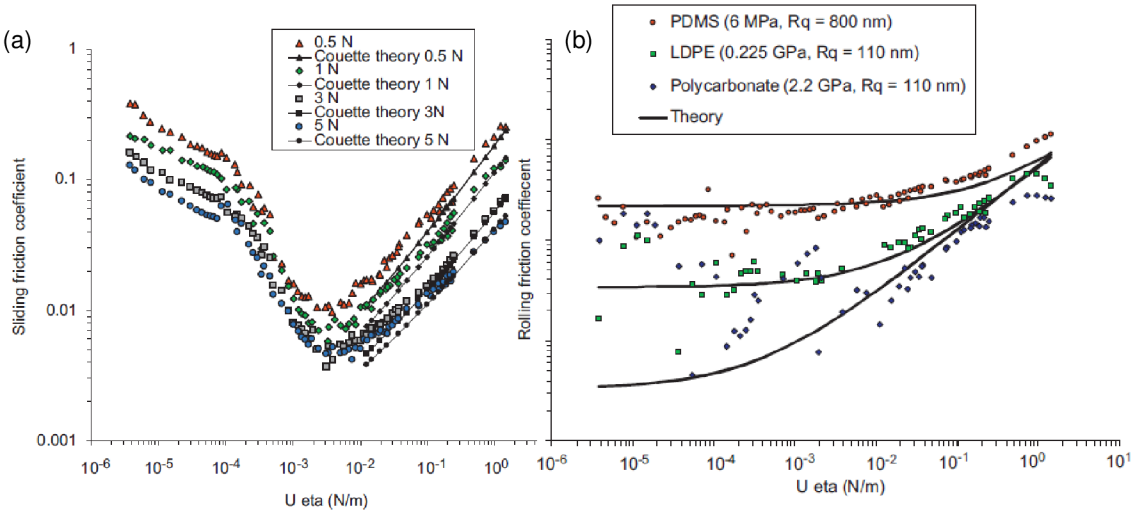 (a)
0.5 N
Couette theory 0.5 N
1 N
Couette theory 1 N
3 N
Couette theory 3N
5 N
Couette theory 5 N
Sliding friction coefficient
1
0.1
0.01
0.001
10-6
10-5
10-4
10-3
10-2
10-1
100
U eta (N/m)
(b)
PDMS (6 MPa, Rq = 800 nm)
LDPE (0.225 GPa, Rq = 110 nm)
Polycarbonate (2.2 GPa, Rq = 110 nm)
Theory
Rolling friction coeffiecent
10-6
10-5
10-4
10-3
10-2
10-1
100
101
U eta (N/m)